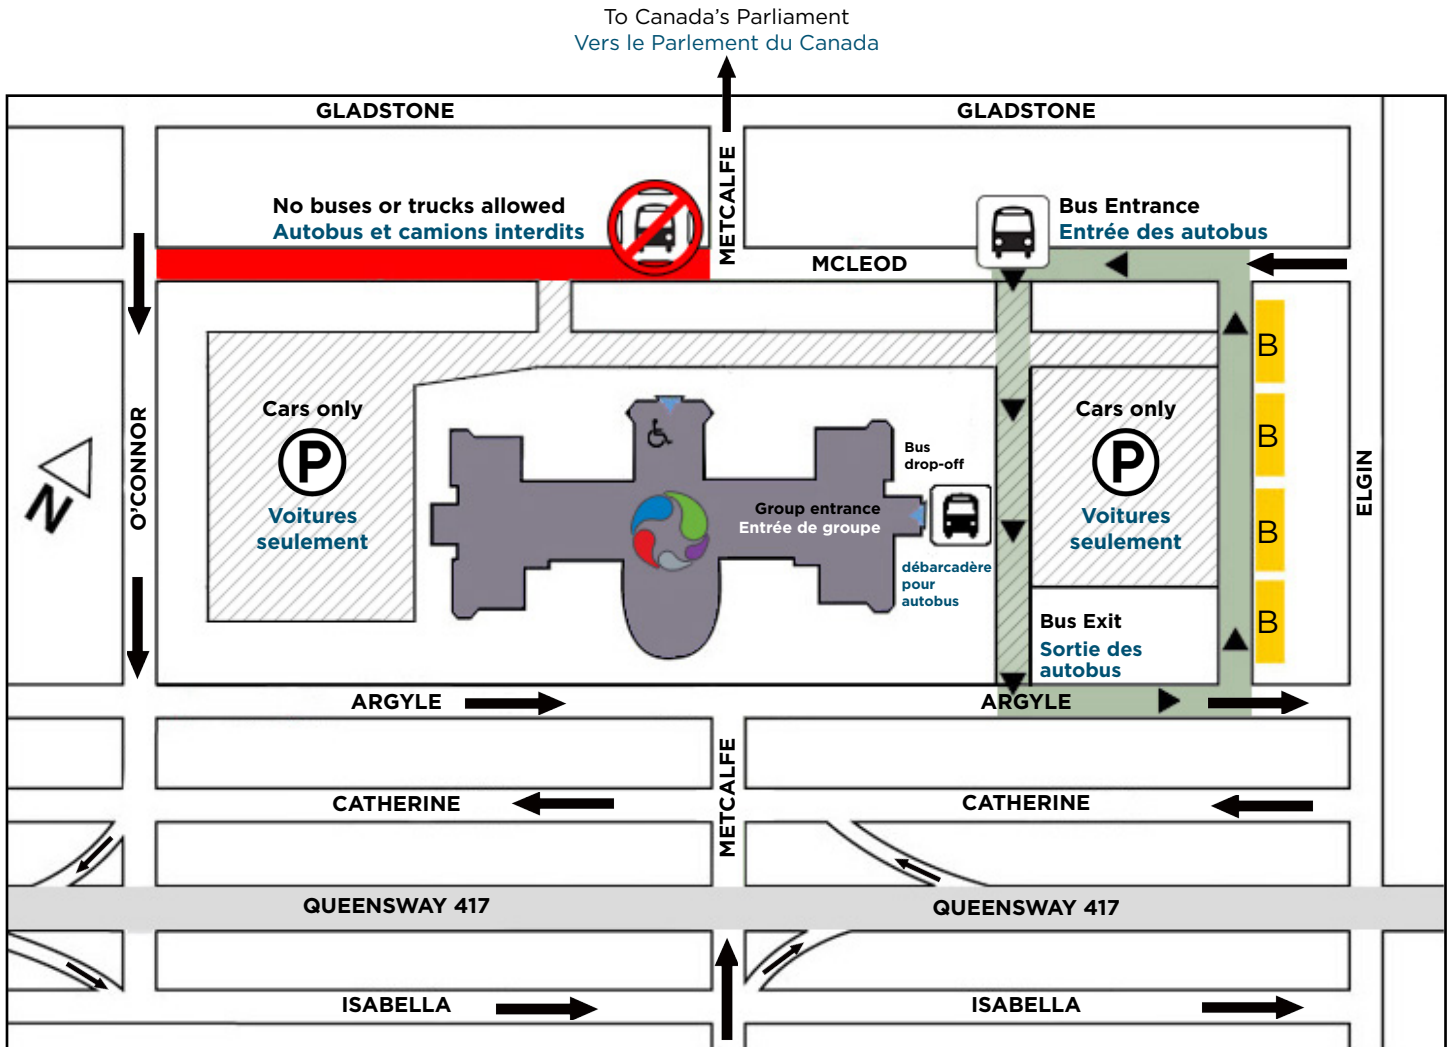 To Canada's Parliament
Vers le Parlement du Canada
GLADSTONE
GLADSTONE
METCALFE
No buses or trucks allowed
Autobus et camions interdits
Bus Entrance
Entrée des autobus
MCLEOD
B
B
B
B
O'CONNOR
N
Cars only
P
Voitures
seulement
Bus
drop-off
Group entrance
Entrée de groupe
débarcadère
pour
autobus
Cars only
P
Voitures
seulement
ELGIN
Bus Exit
Sortie des
autobus
ARGYLE
ARGYLE
METCALFE
CATHERINE
CATHERINE
QUEENSWAY 417
QUEENSWAY 417
ISABELLA
ISABELLA